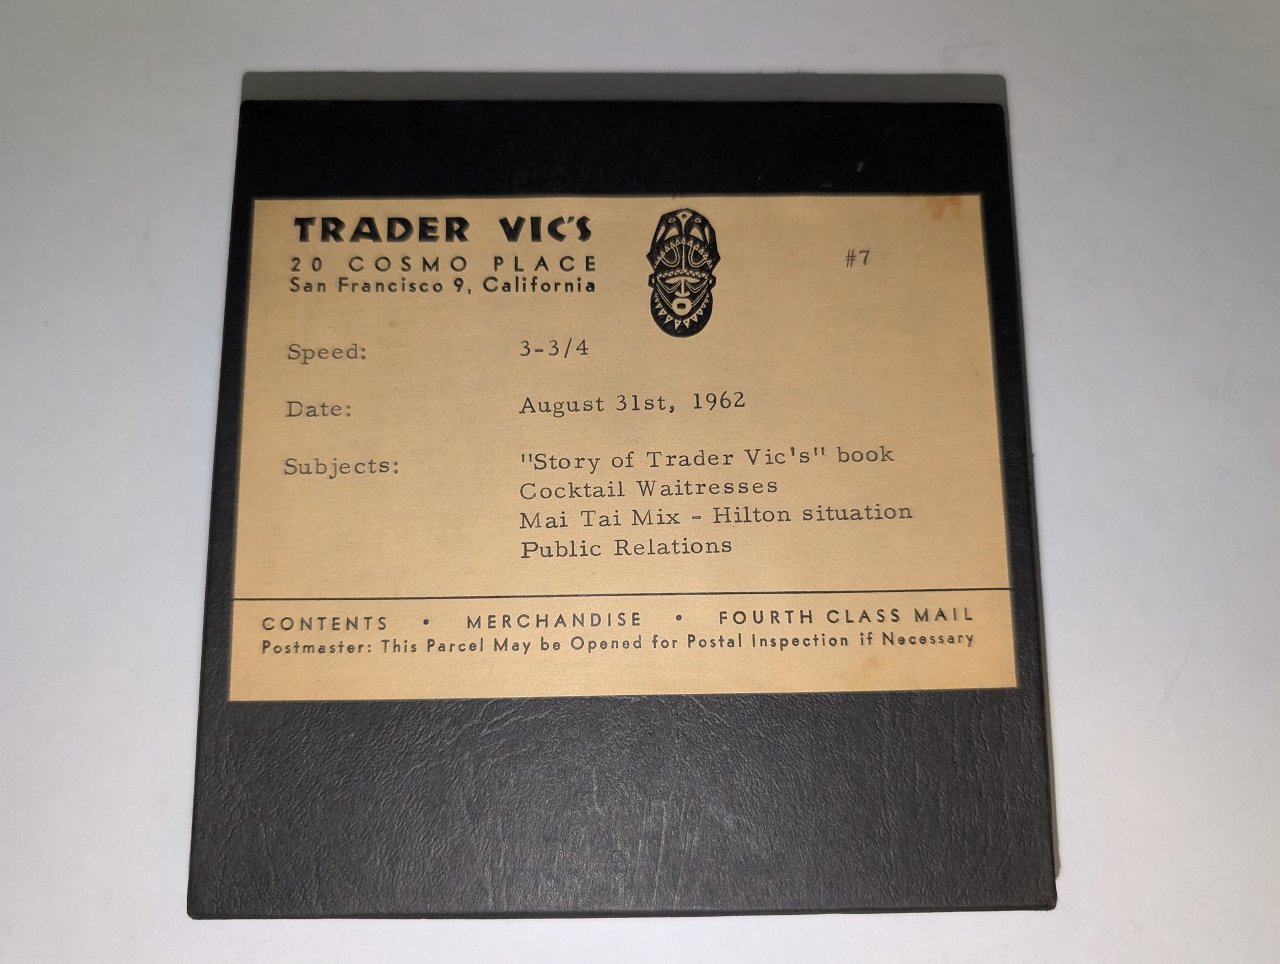 TRADER VIC'S
20 COSMO PLACE
San Francisco 9, California
#7
Speed: 3-3/4
Date: August 31st, 1962
Subjects: "Story of Trader Vic's" book
Cocktail Waitresses
Mai Tai Mix - Hilton situation
Public Relations
CONTENTS • MERCHANDISE • FOURTH CLASS MAIL
Postmaster: This Parcel May be Opened for Postal Inspection if Necessary